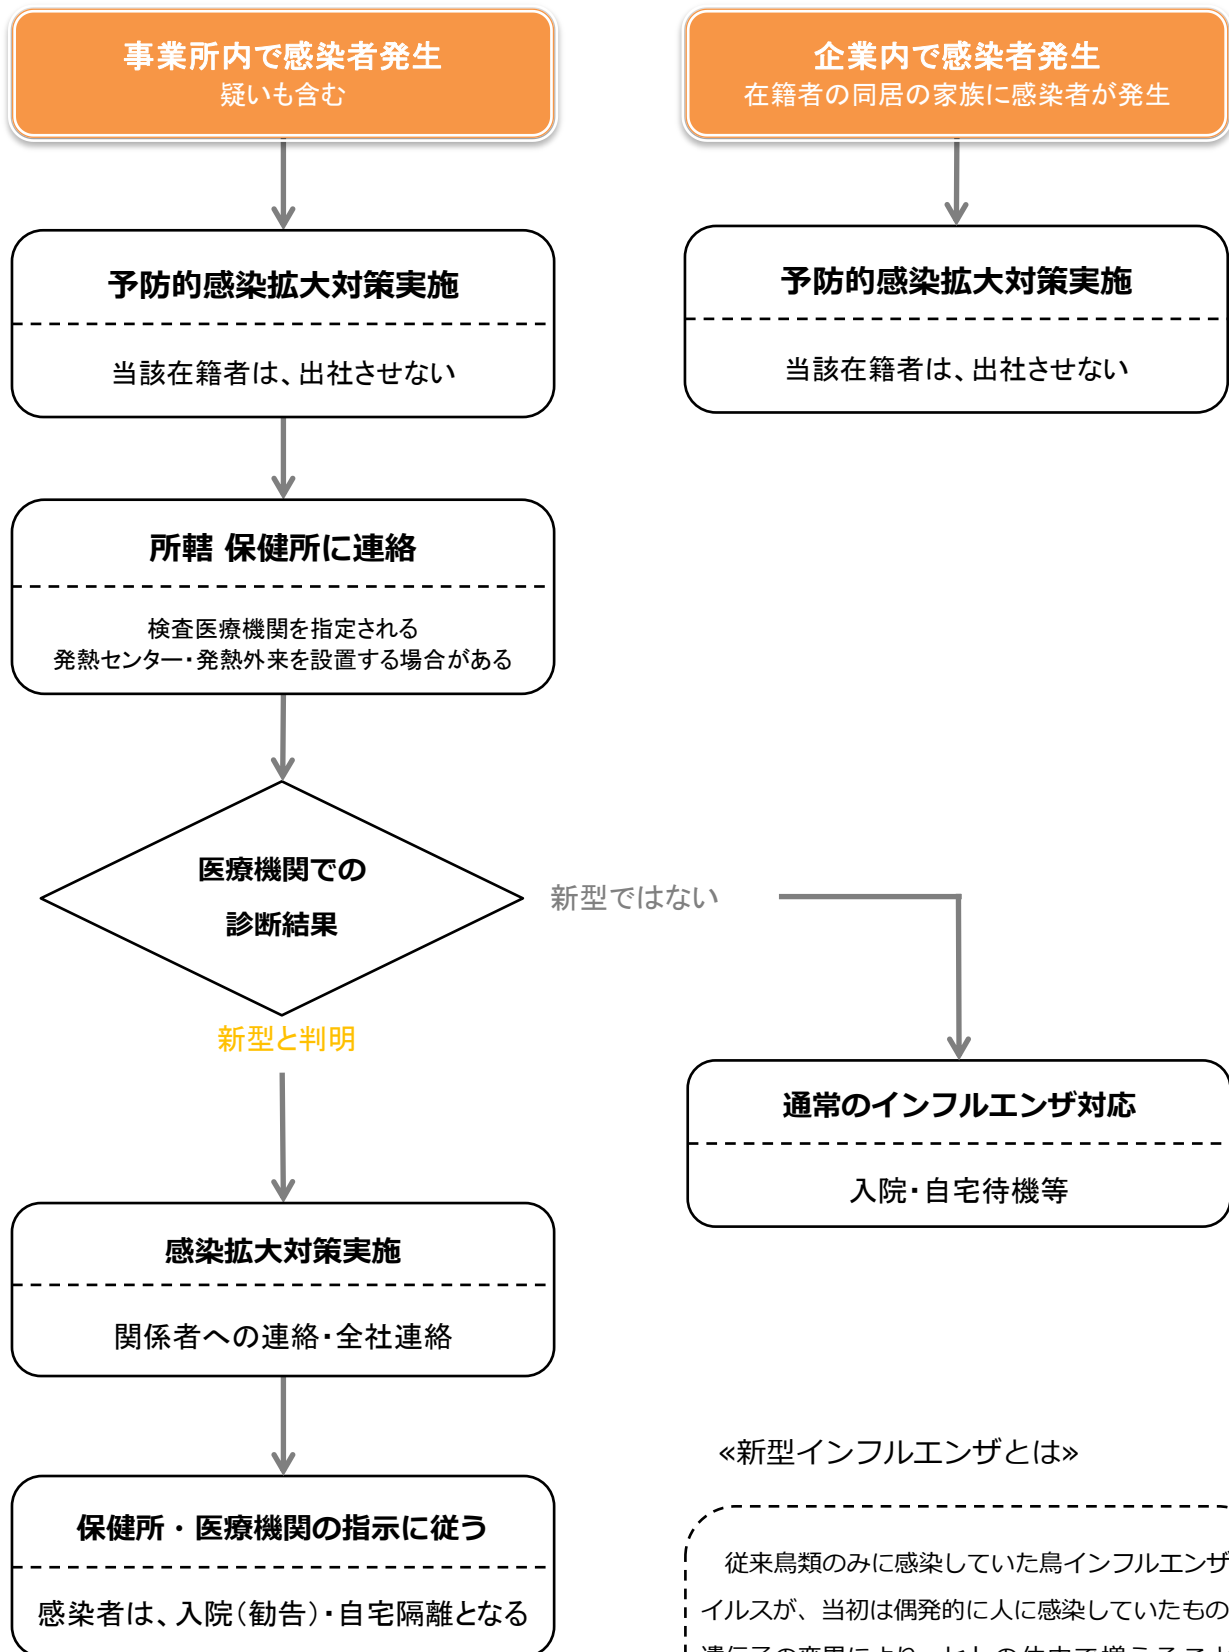 事業所内で感染者発生
疑いも含む
企業内で感染者発生
在籍者の同居の家族に感染者が発生
予防的感染拡大対策実施
当該在籍者は、出社させない
予防的感染拡大対策実施
当該在籍者は、出社させない
所轄 保健所に連絡
検査医療機関を指定される
発熱センター・発熱外来を設置する場合がある
医療機関での
診断結果
新型ではない
新型と判明
通常のインフルエンザ対応
入院・自宅待機等
感染拡大対策実施
関係者への連絡・全社連絡
保健所・医療機関の指示に従う
感染者は、入院(勧告)・自宅隔離となる
«新型インフルエンザとは»
従来鳥類のみに感染していた鳥インフルエンザ
イルスが、当初は偶発的に人に感染していたもの